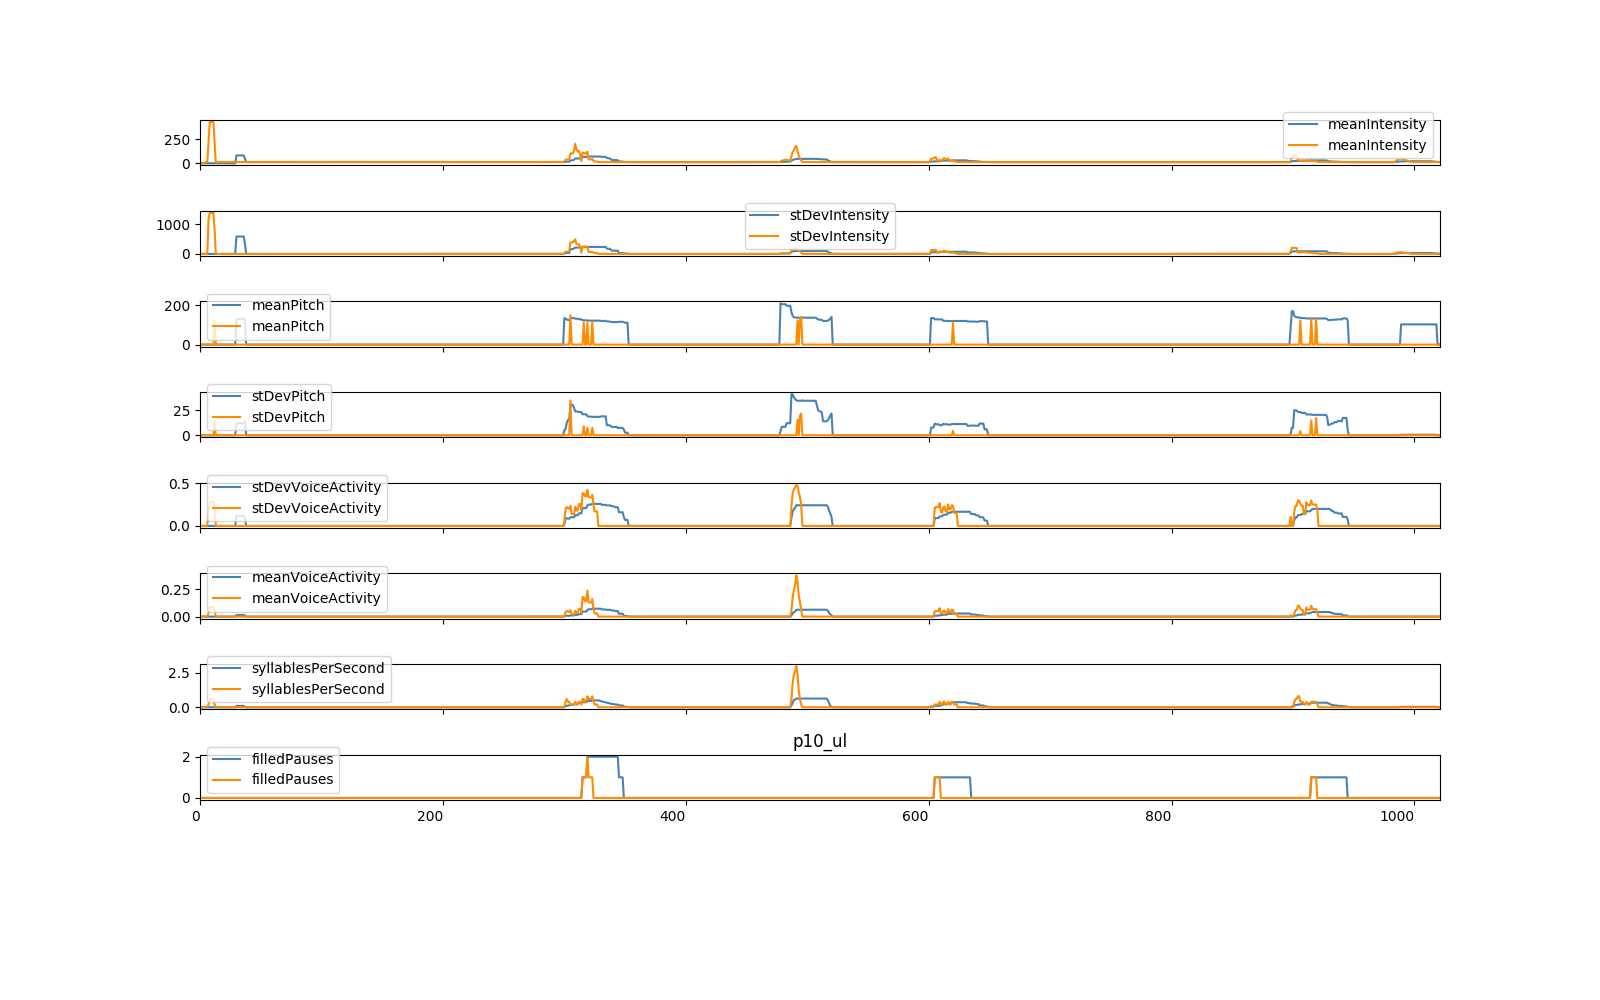 250
0
meanIntensity
meanIntensity
1000
0
stDevIntensity
stDevIntensity
200
0
meanPitch
meanPitch
25
0
stDevPitch
stDevPitch
0.5
0.0
stDevVoiceActivity
stDevVoiceActivity
0.25
0.00
meanVoiceActivity
meanVoiceActivity
2.5
0.0
syllablesPerSecond
syllablesPerSecond
p10_ul
2
0
filledPauses
filledPauses
0 200 400 600 800 1000